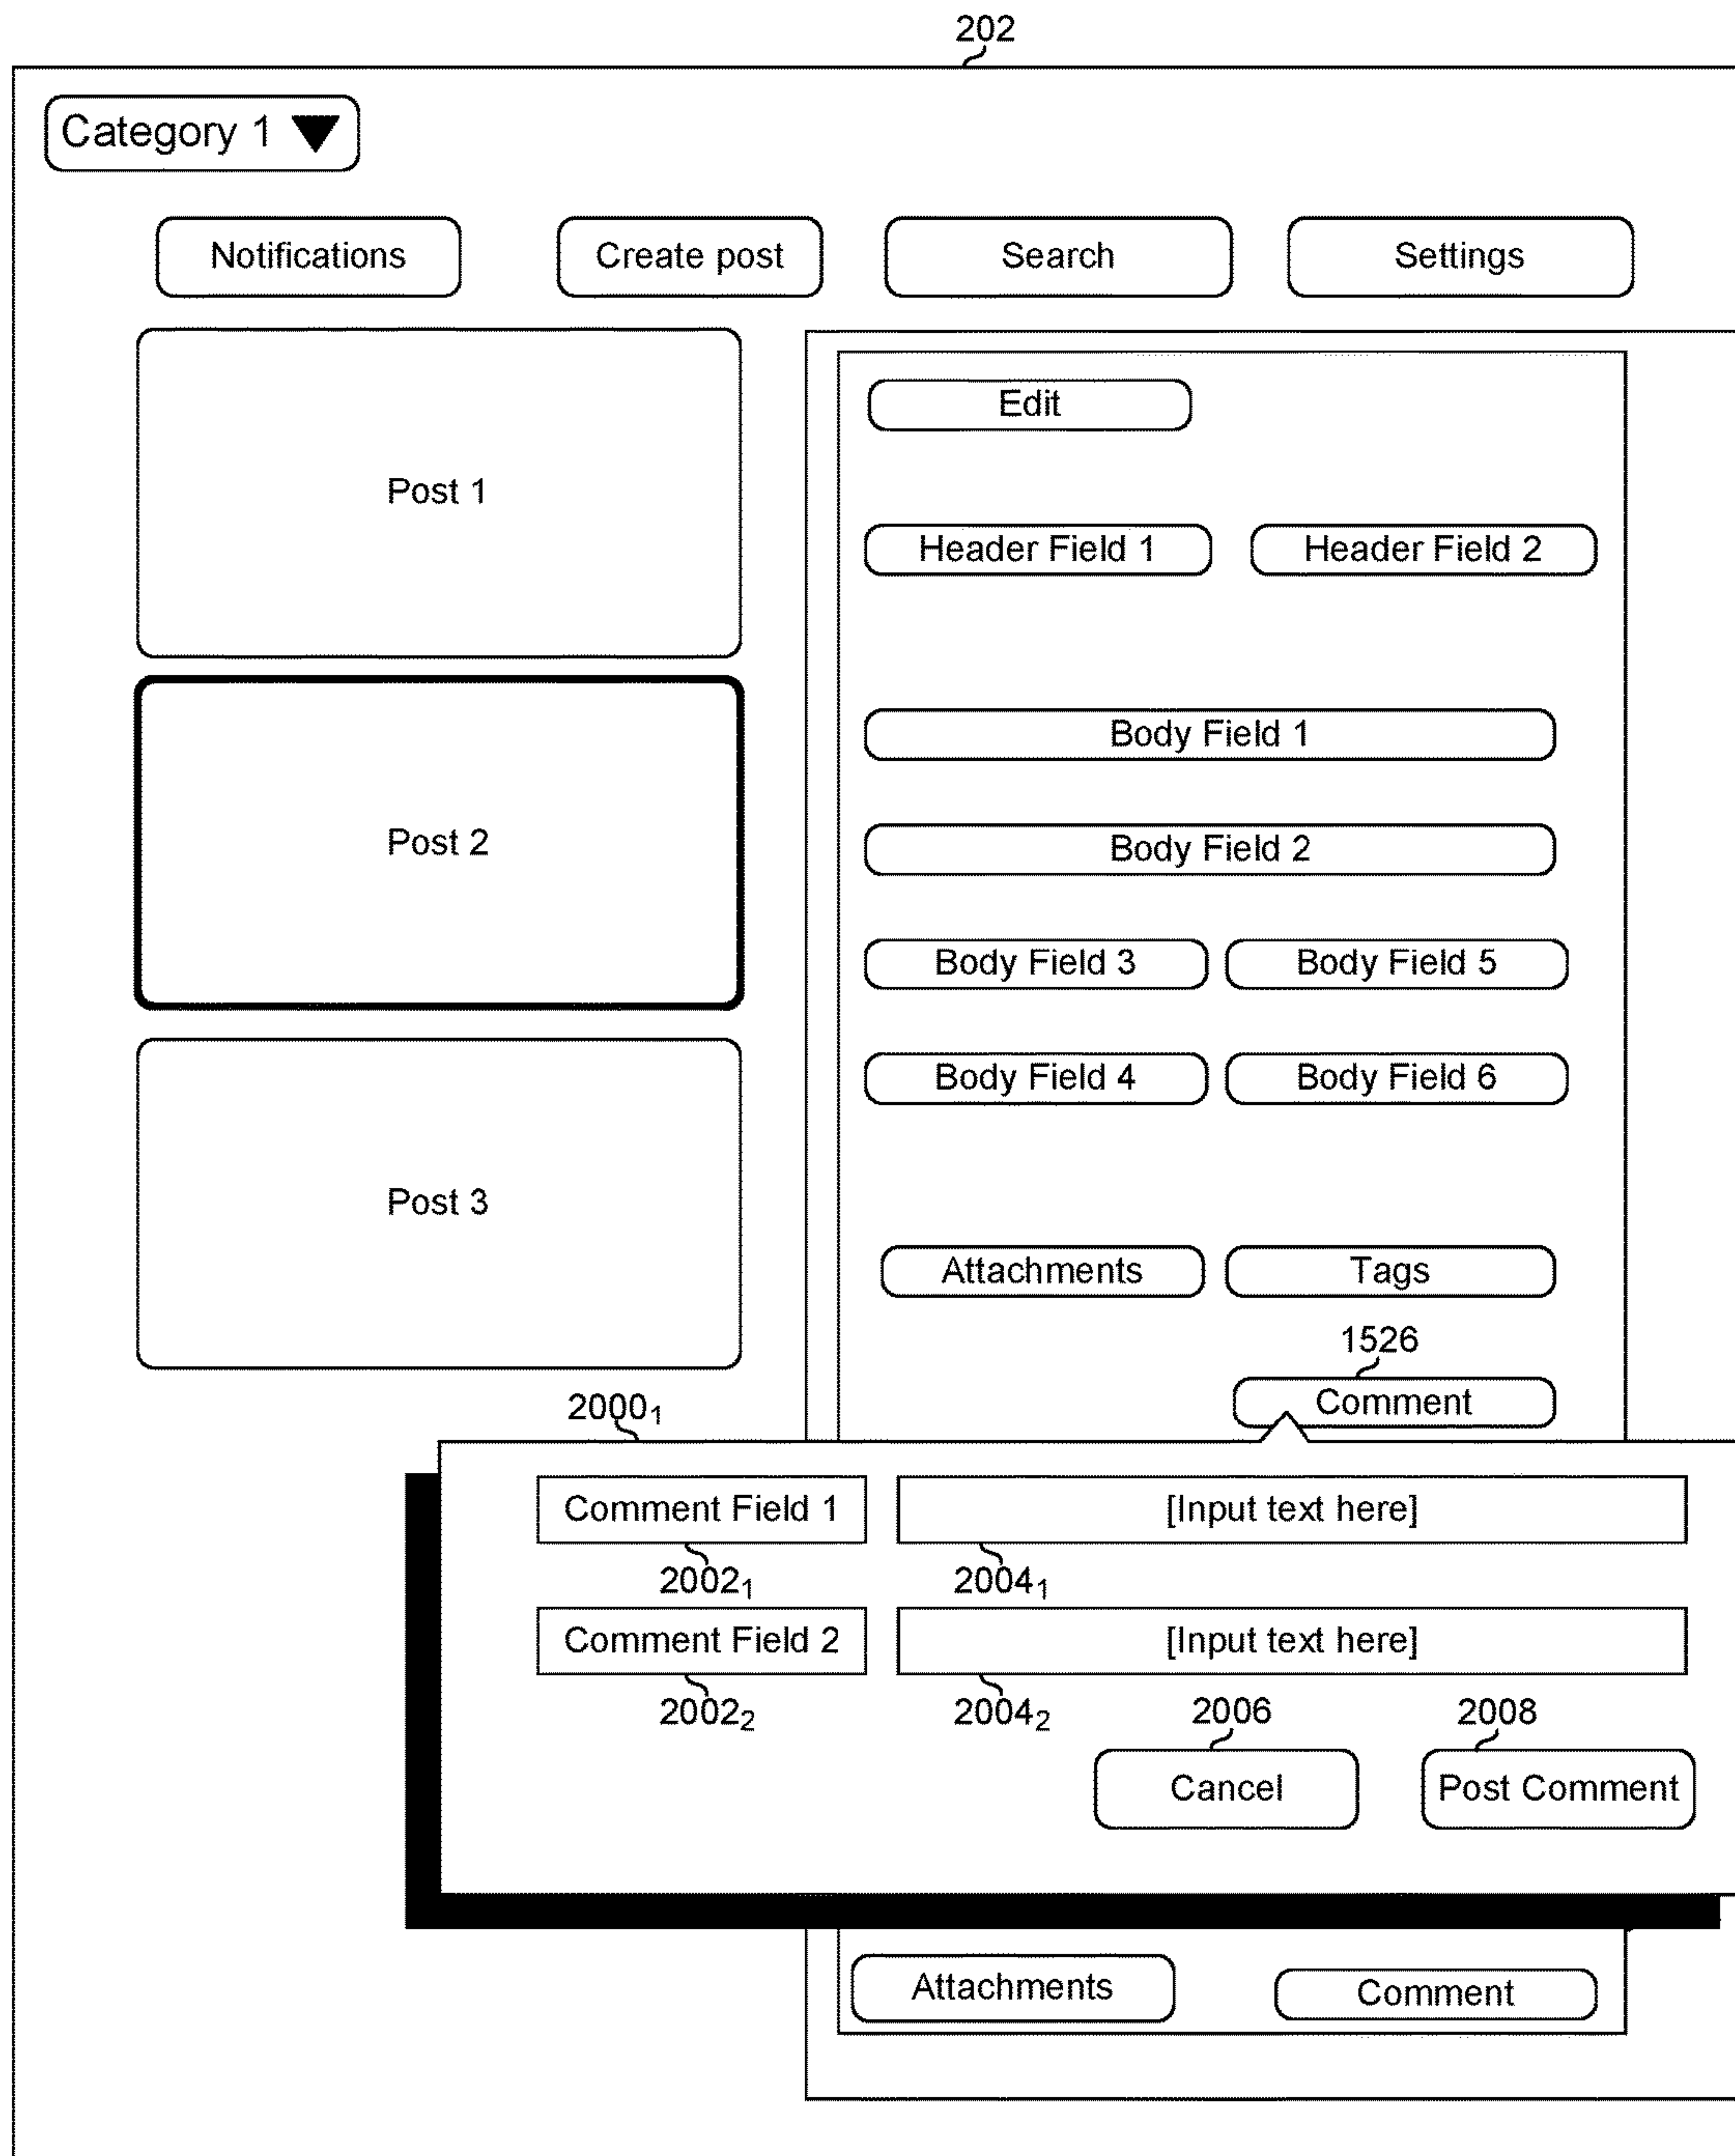 202
Category 1
Notifications Create post Search Settings
Edit
Post 1
Header Field 1 Header Field 2
Body Field 1
Post 2
Body Field 2
Body Field 3 Body Field 5
Body Field 4 Body Field 6
Post 3
Attachments Tags
1526
Comment
2000₁
Comment Field 1 [Input text here]
2002₁ 2004₁
Comment Field 2 [Input text here]
2002₂ 2004₂ 2006 2008
Cancel Post Comment
Attachments Comment